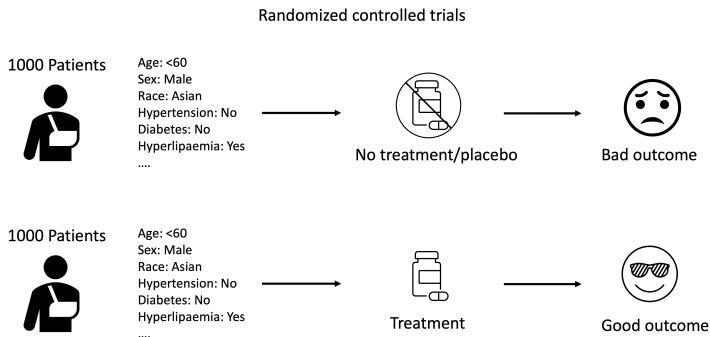 Randomized controlled trials
1000 Patients
Age: <60
Sex: Male
Race: Asian
Hypertension: No
Diabetes: No
Hyperlipaemia: Yes
....
No treatment/placebo
Bad outcome
1000 Patients
Age: <60
Sex: Male
Race: Asian
Hypertension: No
Diabetes: No
Hyperlipaemia: Yes
....
Treatment
Good outcome